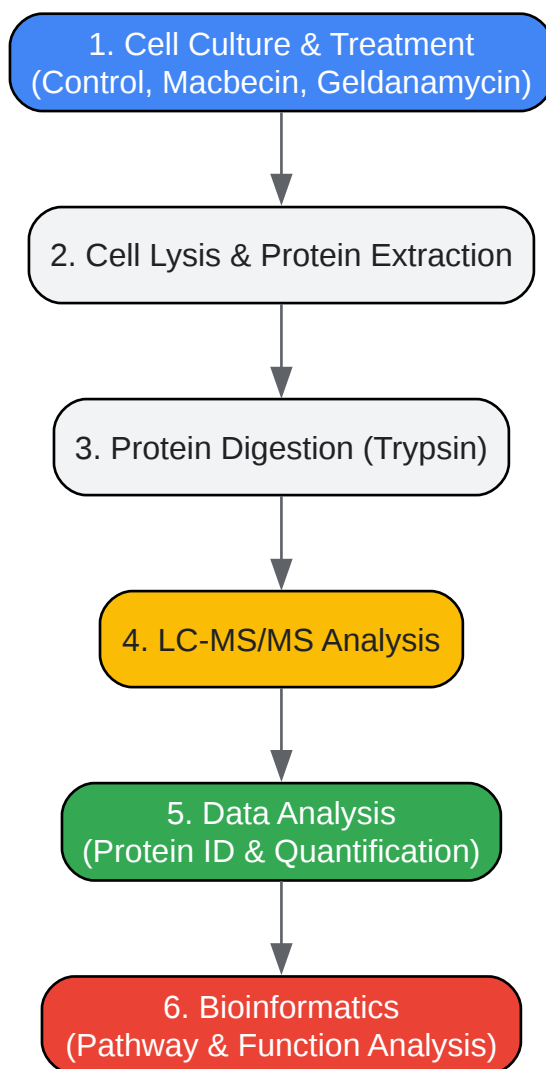 1. Cell Culture & Treatment
(Control, Macbecin, Geldanamycin)
2. Cell Lysis & Protein Extraction
3. Protein Digestion (Trypsin)
4. LC-MS/MS Analysis
5. Data Analysis
(Protein ID & Quantification)
6. Bioinformatics
(Pathway & Function Analysis)